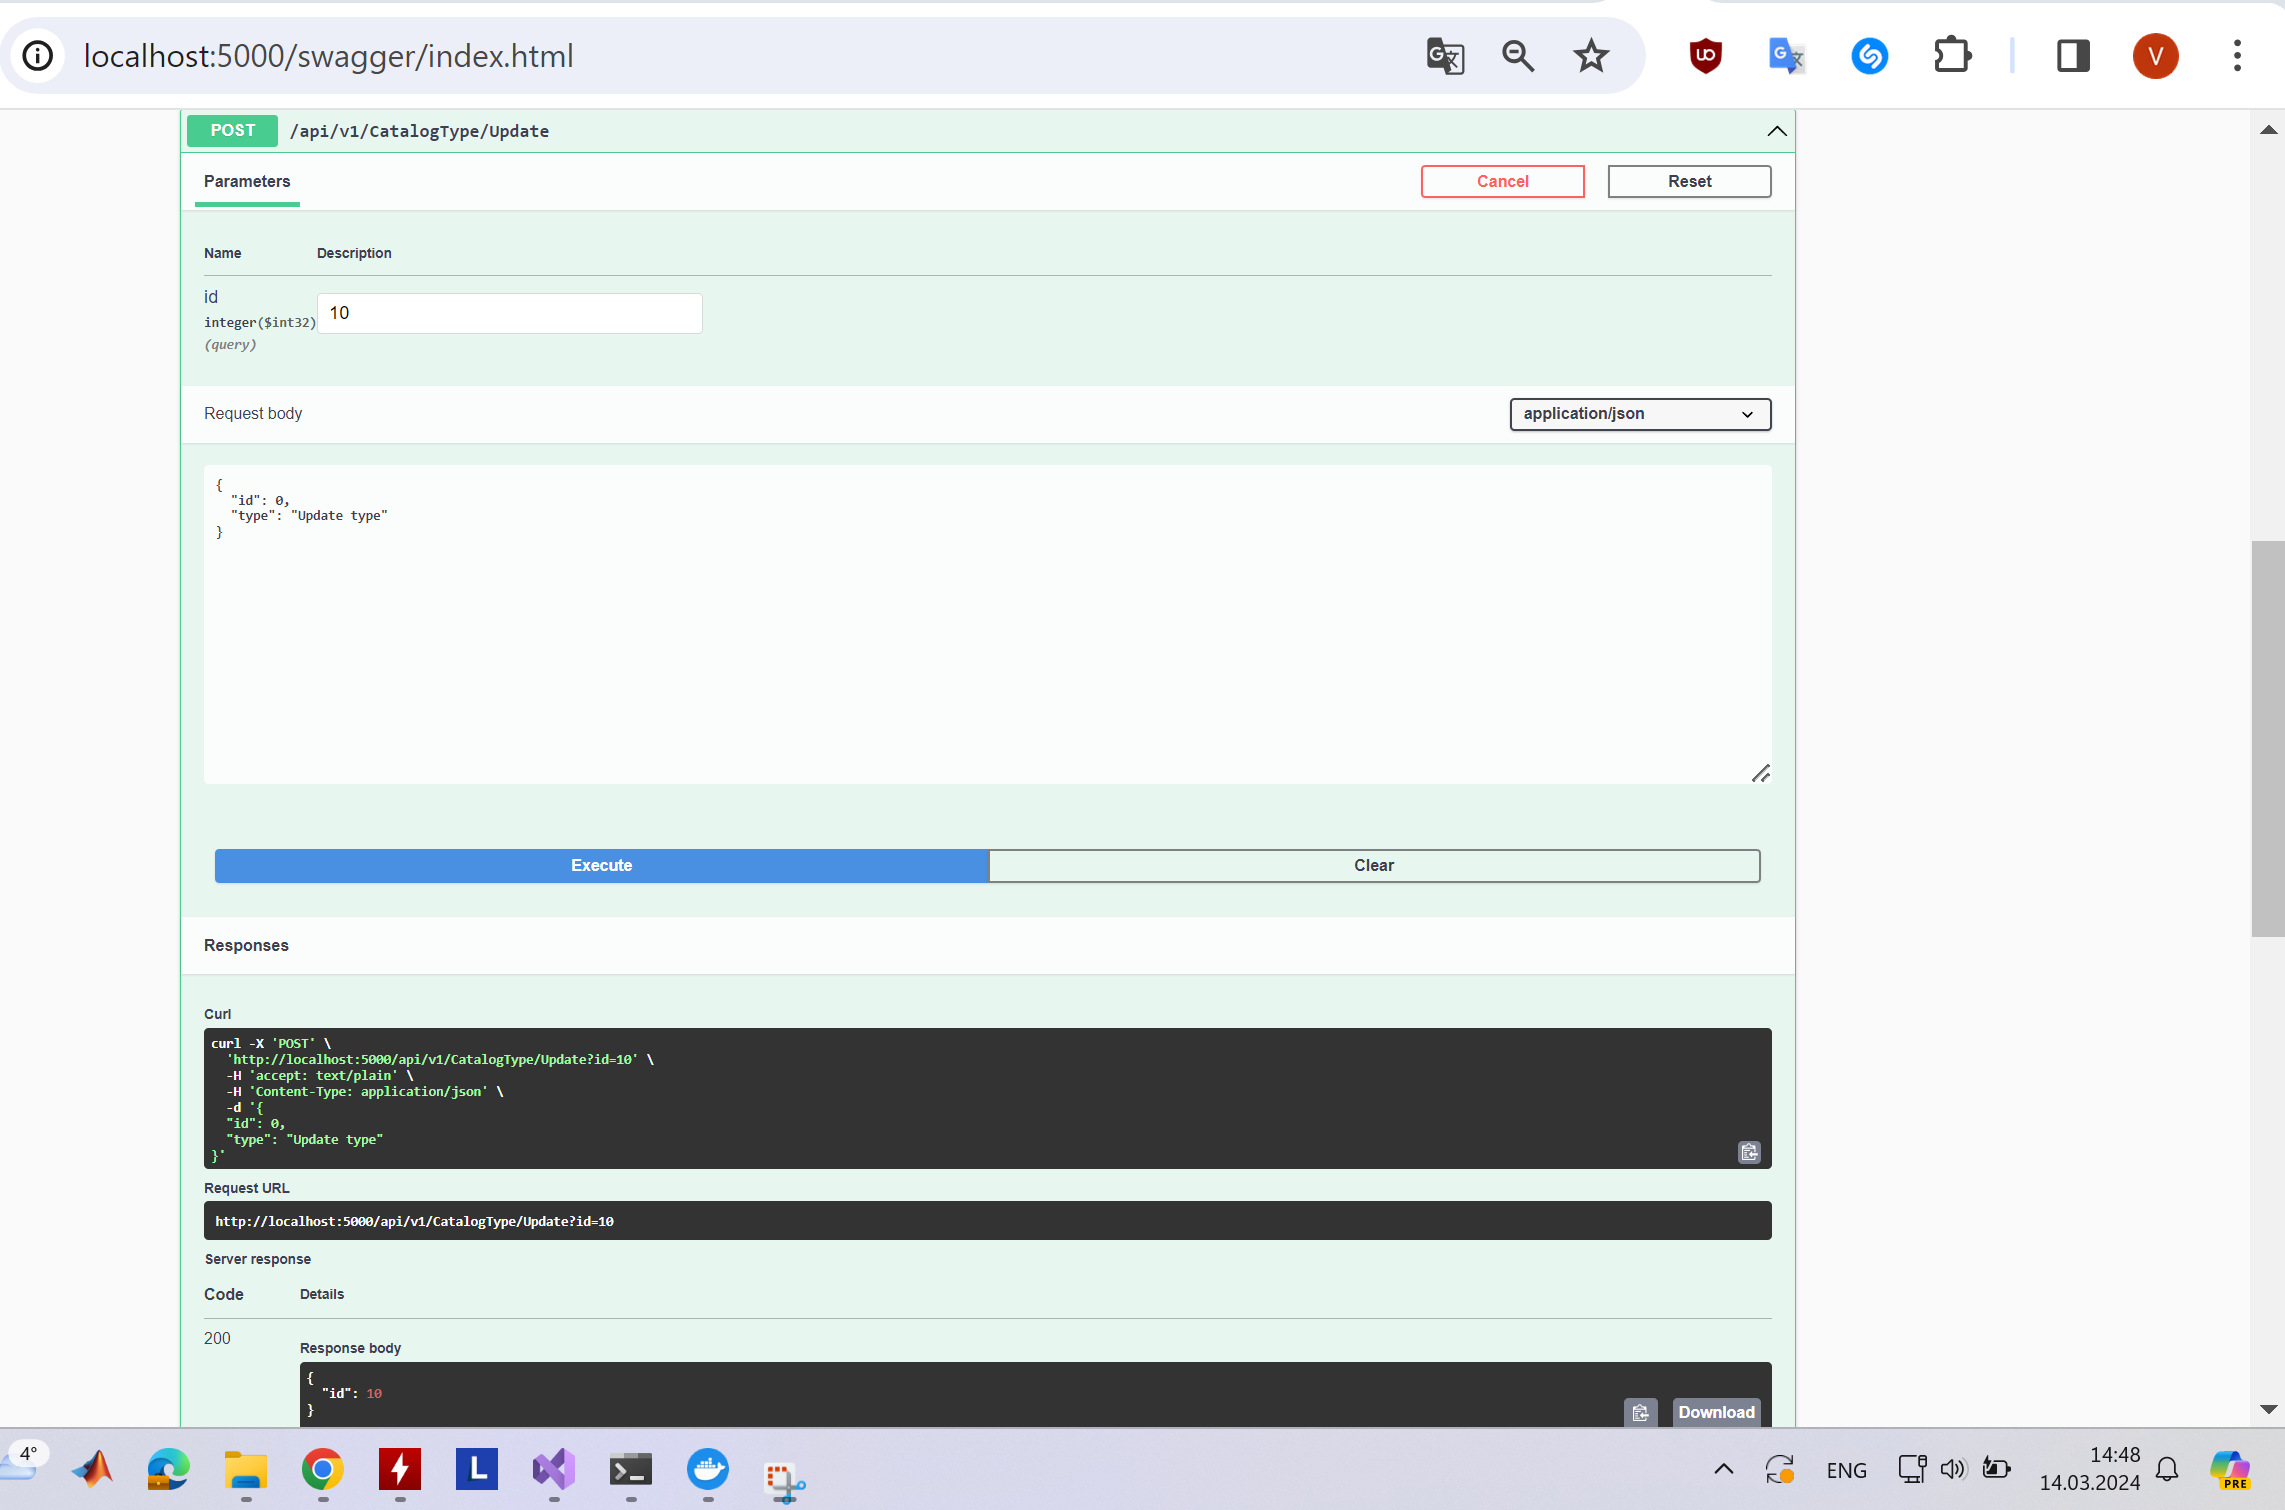 localhost:5000/swagger/index.html
V
POST /api/v1/CatalogType/Update
Parameters
Cancel
Reset
Name Description
id
integer($int32)
(query)
10
Request body
application/json
{
"id": 0,
"type": "Update type"
}
Execute
Clear
Responses
Curl
curl -X 'POST' \
'http://localhost:5000/api/v1/CatalogType/Update?id=10' \
-H 'accept: text/plain' \
-H 'Content-Type: application/json' \
-d '{
"id": 0,
"type": "Update type"
}'
Request URL
http://localhost:5000/api/v1/CatalogType/Update?id=10
Server response
Code Details
200
Response body
{
"id": 10
}
Download
4°
L
ENG
14:48
14.03.2024
PRE